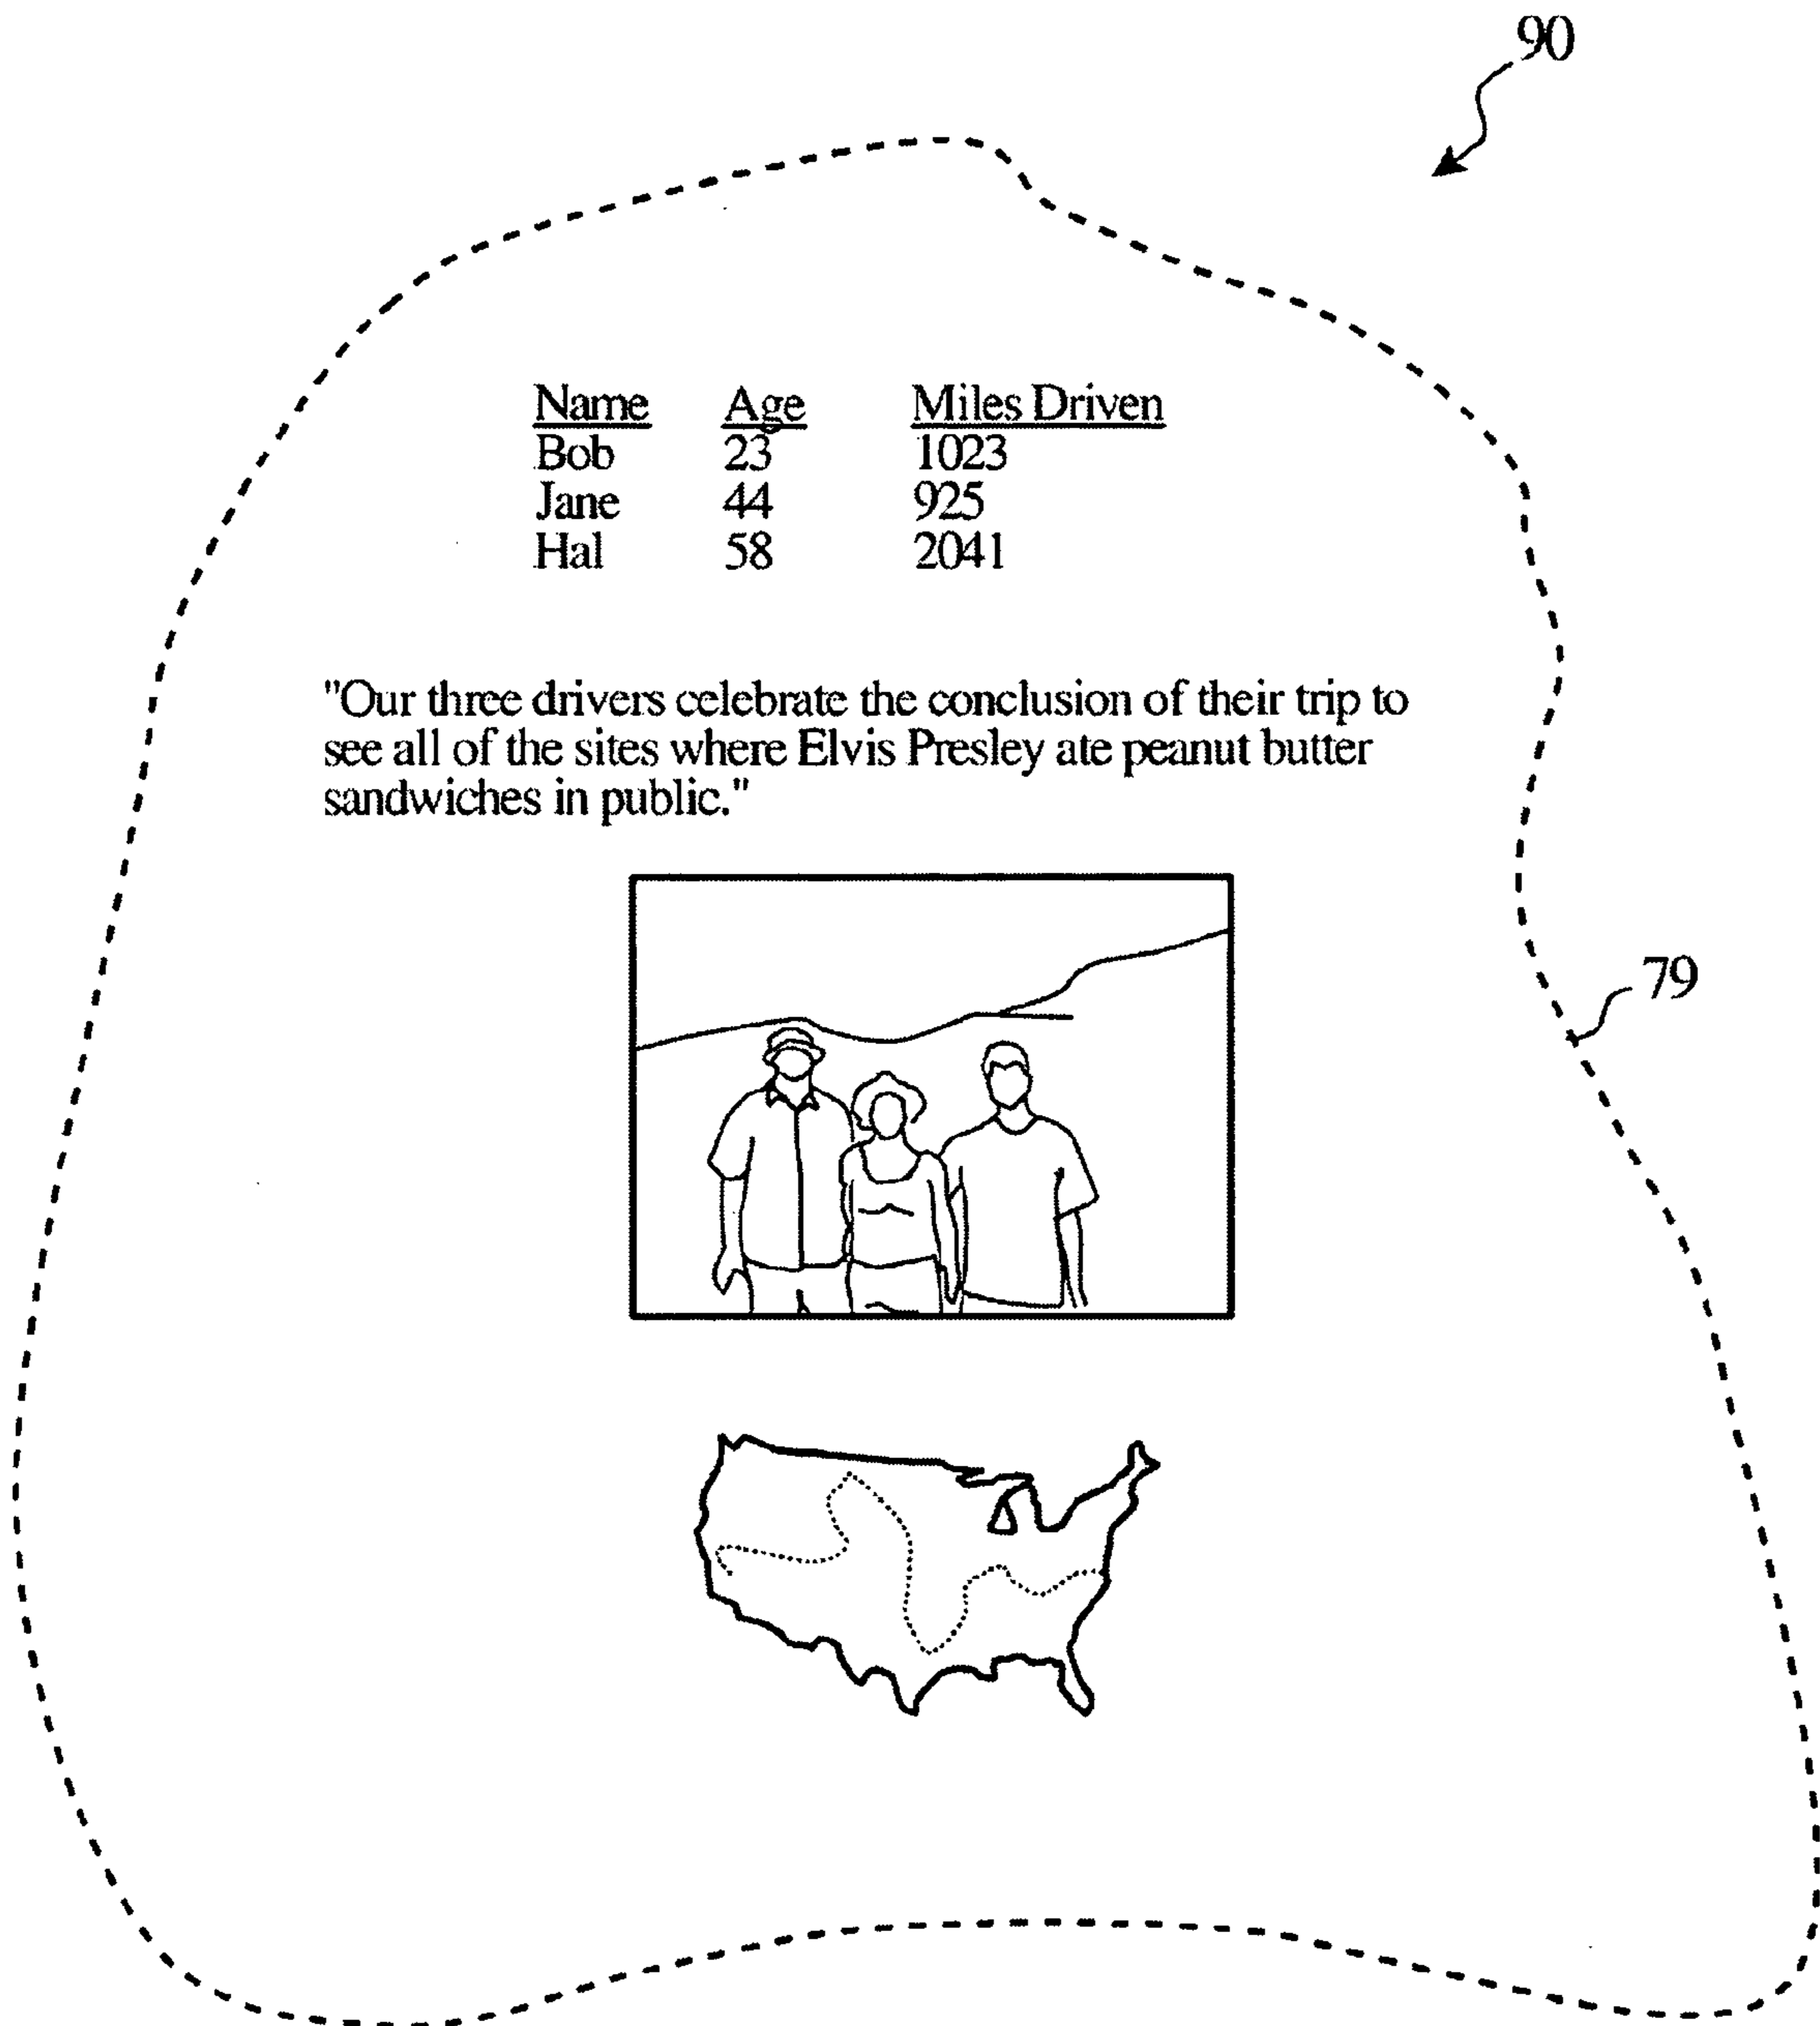 90
Name Age Miles Driven
Bob 23 1023
Jane 44 925
Hal 58 2041
"Our three drivers celebrate the conclusion of their trip to
see all of the sites where Elvis Presley ate peanut butter
sandwiches in public."
79